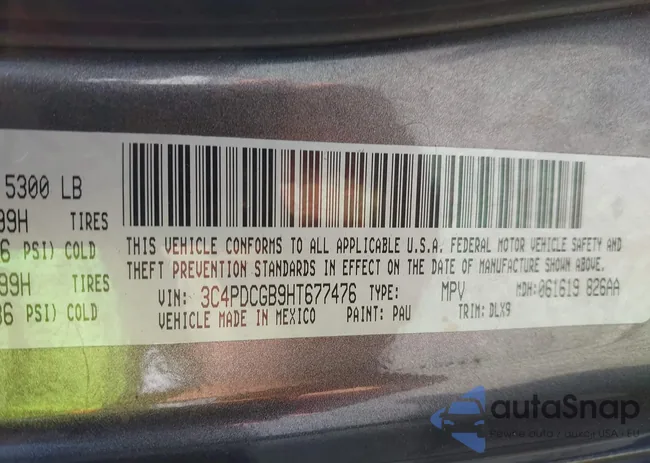 5300 LB
99H TIRES
6 PSI) COLD
99H TIRES
36 PSI) COLD
THIS VEHICLE CONFORMS TO ALL APPLICABLE U.S.A. FEDERAL MOTOR VEHICLE SAFETY AND
THEFT PREVENTION STANDARDS IN EFFECT ON THE DATE OF MANUFACTURE SHOWN ABOVE.
VIN: 3C4PDCGB9HT677476 TYPE: MPV MDH: 061619 826AA
VEHICLE MADE IN MEXICO PAINT: PAU TRIM: DLX9
autaSnap